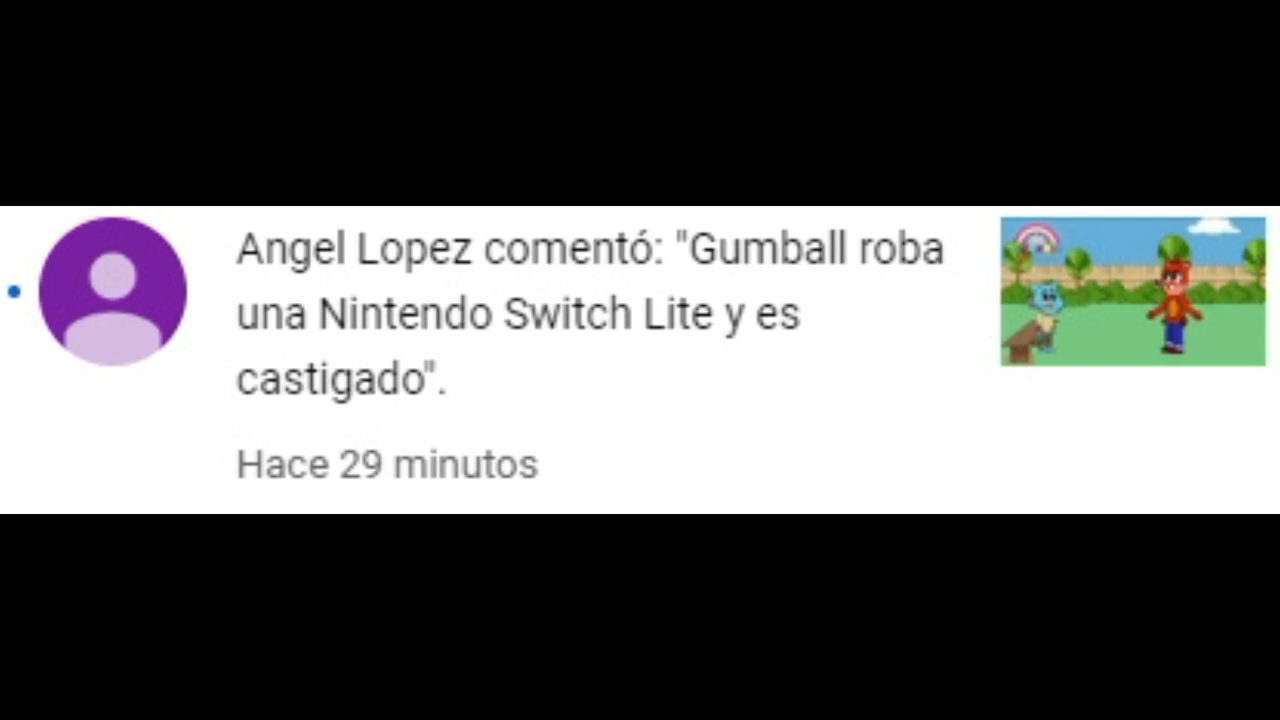 Angel Lopez comentó: "Gumball roba
una Nintendo Switch Lite y es
castigado".
Hace 29 minutos